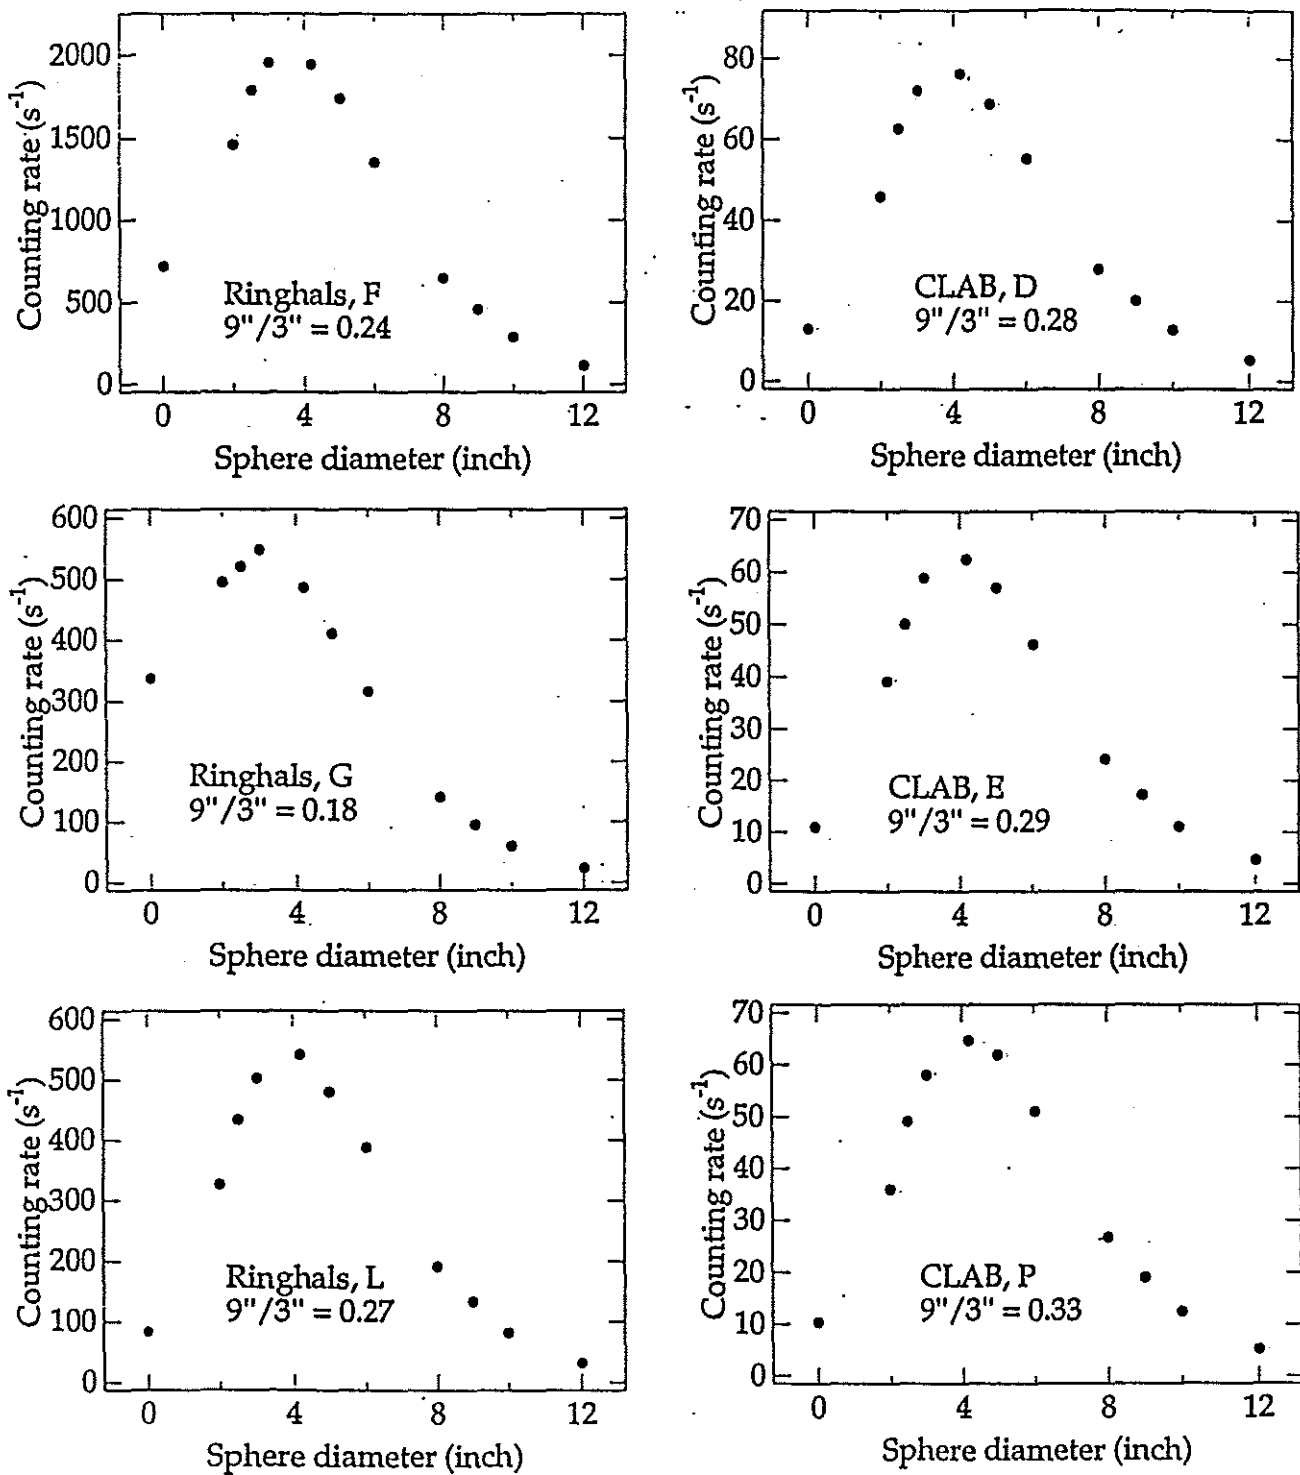 2000
1500
1000
500
0
Counting rate (s⁻¹)
Ringhals, F
9"/3" = 0.24
0 4 8 12
Sphere diameter (inch)
80
60
40
20
0
Counting rate (s⁻¹)
CLAB, D
9"/3" = 0.28
0 4 8 12
Sphere diameter (inch)
600
500
400
300
200
100
0
Counting rate (s⁻¹)
Ringhals, G
9"/3" = 0.18
0 4 8 12
Sphere diameter (inch)
70
60
50
40
30
20
10
0
Counting rate (s⁻¹)
CLAB, E
9"/3" = 0.29
0 4 8 12
Sphere diameter (inch)
600
500
400
300
200
100
0
Counting rate (s⁻¹)
Ringhals, L
9"/3" = 0.27
0 4 8 12
Sphere diameter (inch)
70
60
50
40
30
20
10
0
Counting rate (s⁻¹)
CLAB, P
9"/3" = 0.33
0 4 8 12
Sphere diameter (inch)